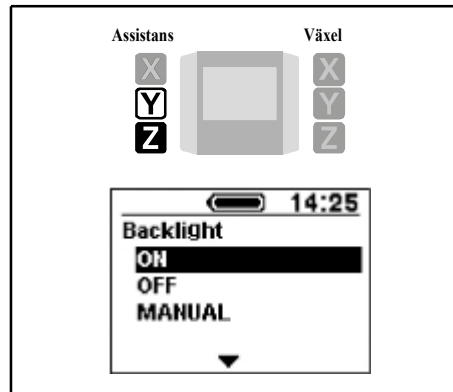 Assistans Växel
X X
Y Y
Z Z
14:25
Backlight
ON
OFF
MANUAL